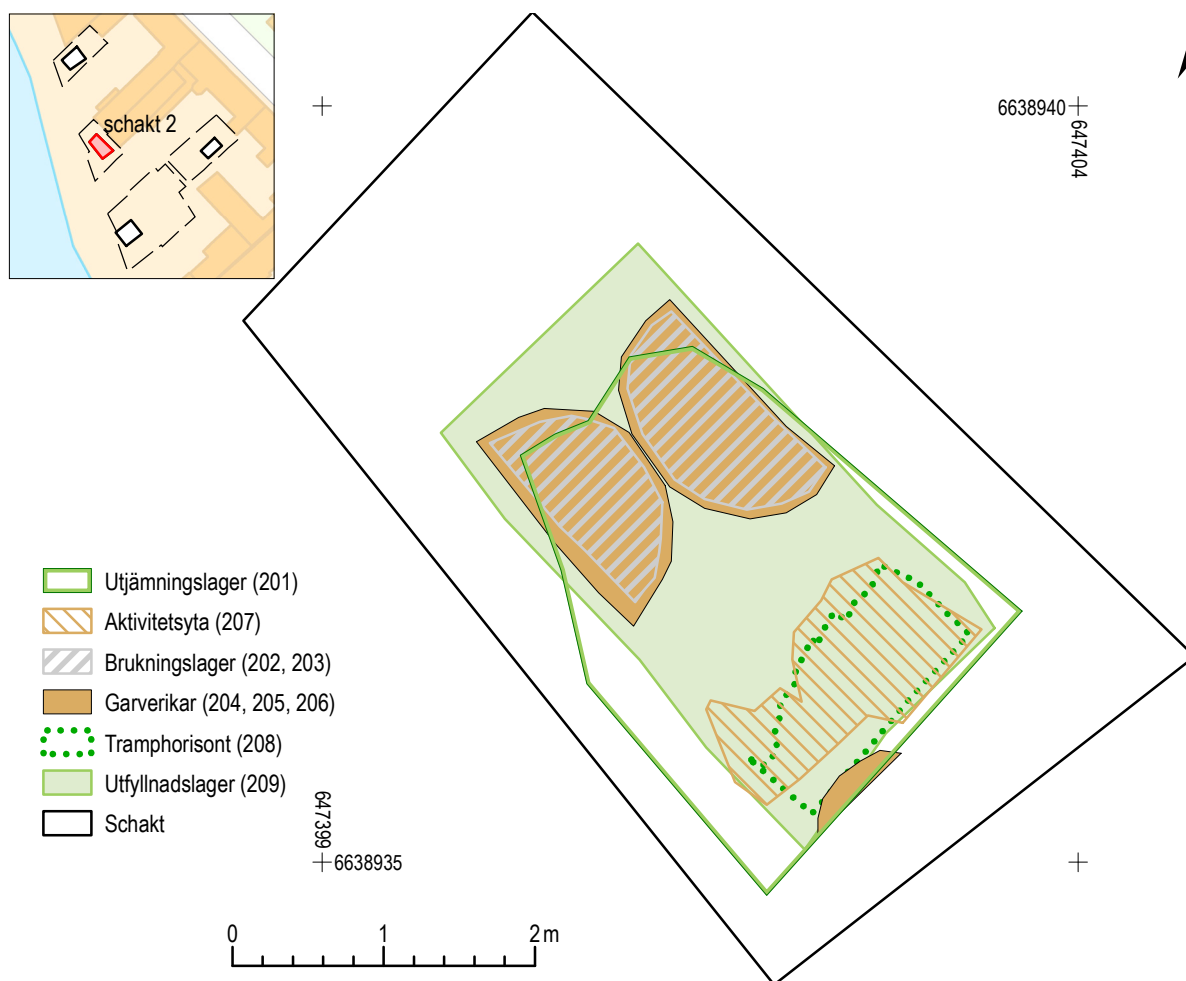 schakt 2
6638940
647404
Utjämningslager (201)
Aktivitetsyta (207)
Brukningslager (202, 203)
Garverikar (204, 205, 206)
Tramphorisont (208)
Utfyllnadslager (209)
Schakt
647399
6638935
0 1 2 m